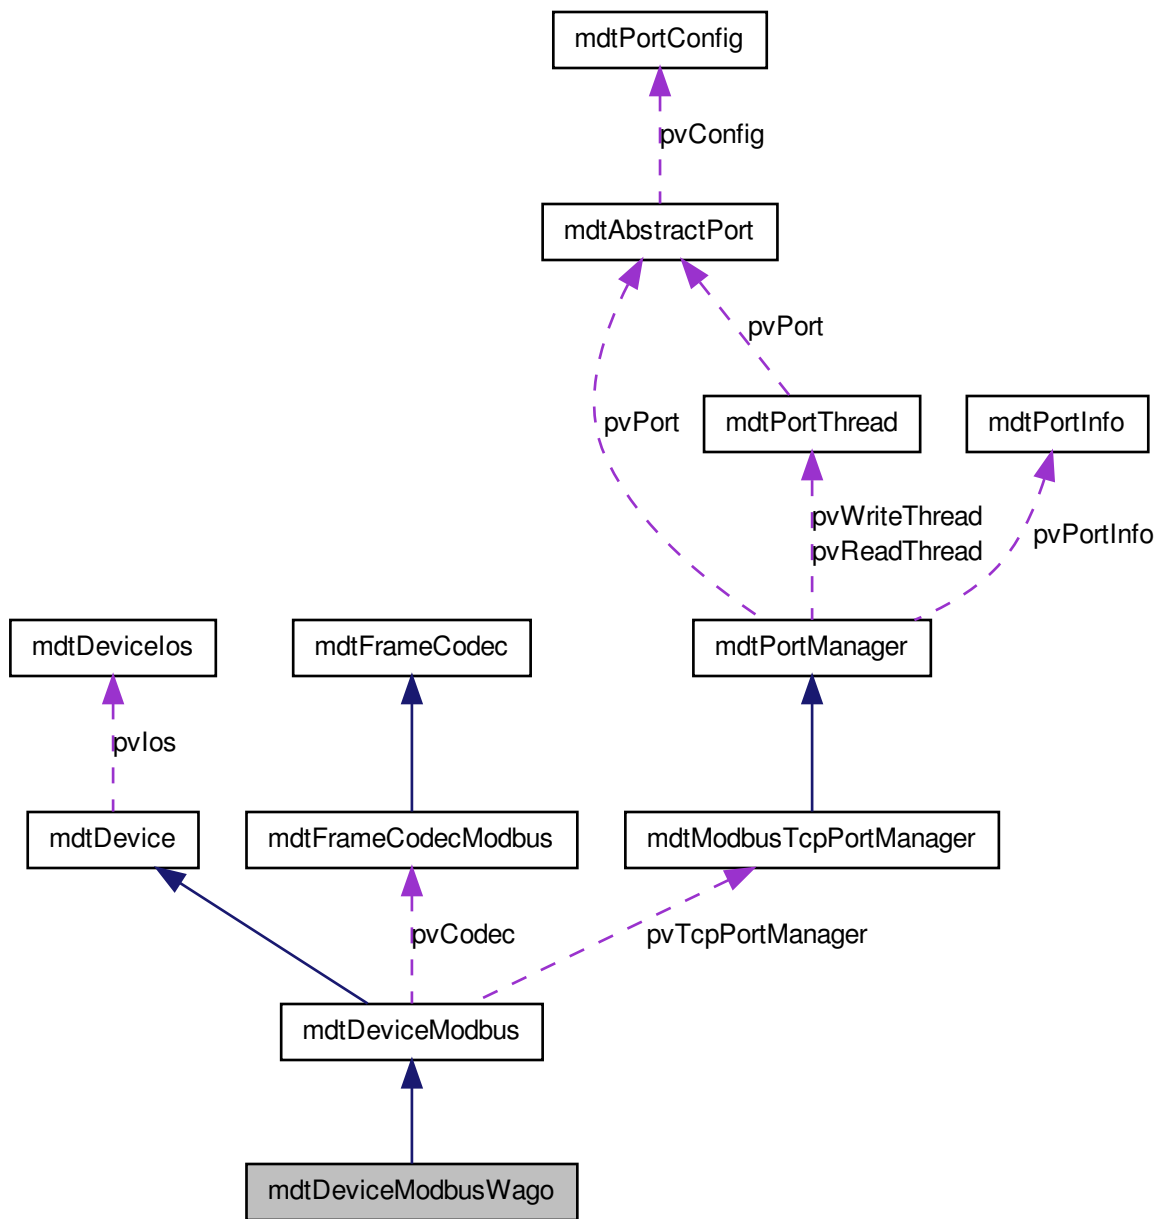 mdtPortConfig
pvConfig
mdtAbstractPort
pvPort
mdtPortThread
mdtPortInfo
pvPort
pvWriteThread
pvReadThread
pvPortInfo
mdtDeviceIos
mdtFrameCodec
mdtPortManager
pvIos
mdtDevice
mdtFrameCodecModbus
mdtModbusTcpPortManager
pvCodec
pvTcpPortManager
mdtDeviceModbus
mdtDeviceModbusWago